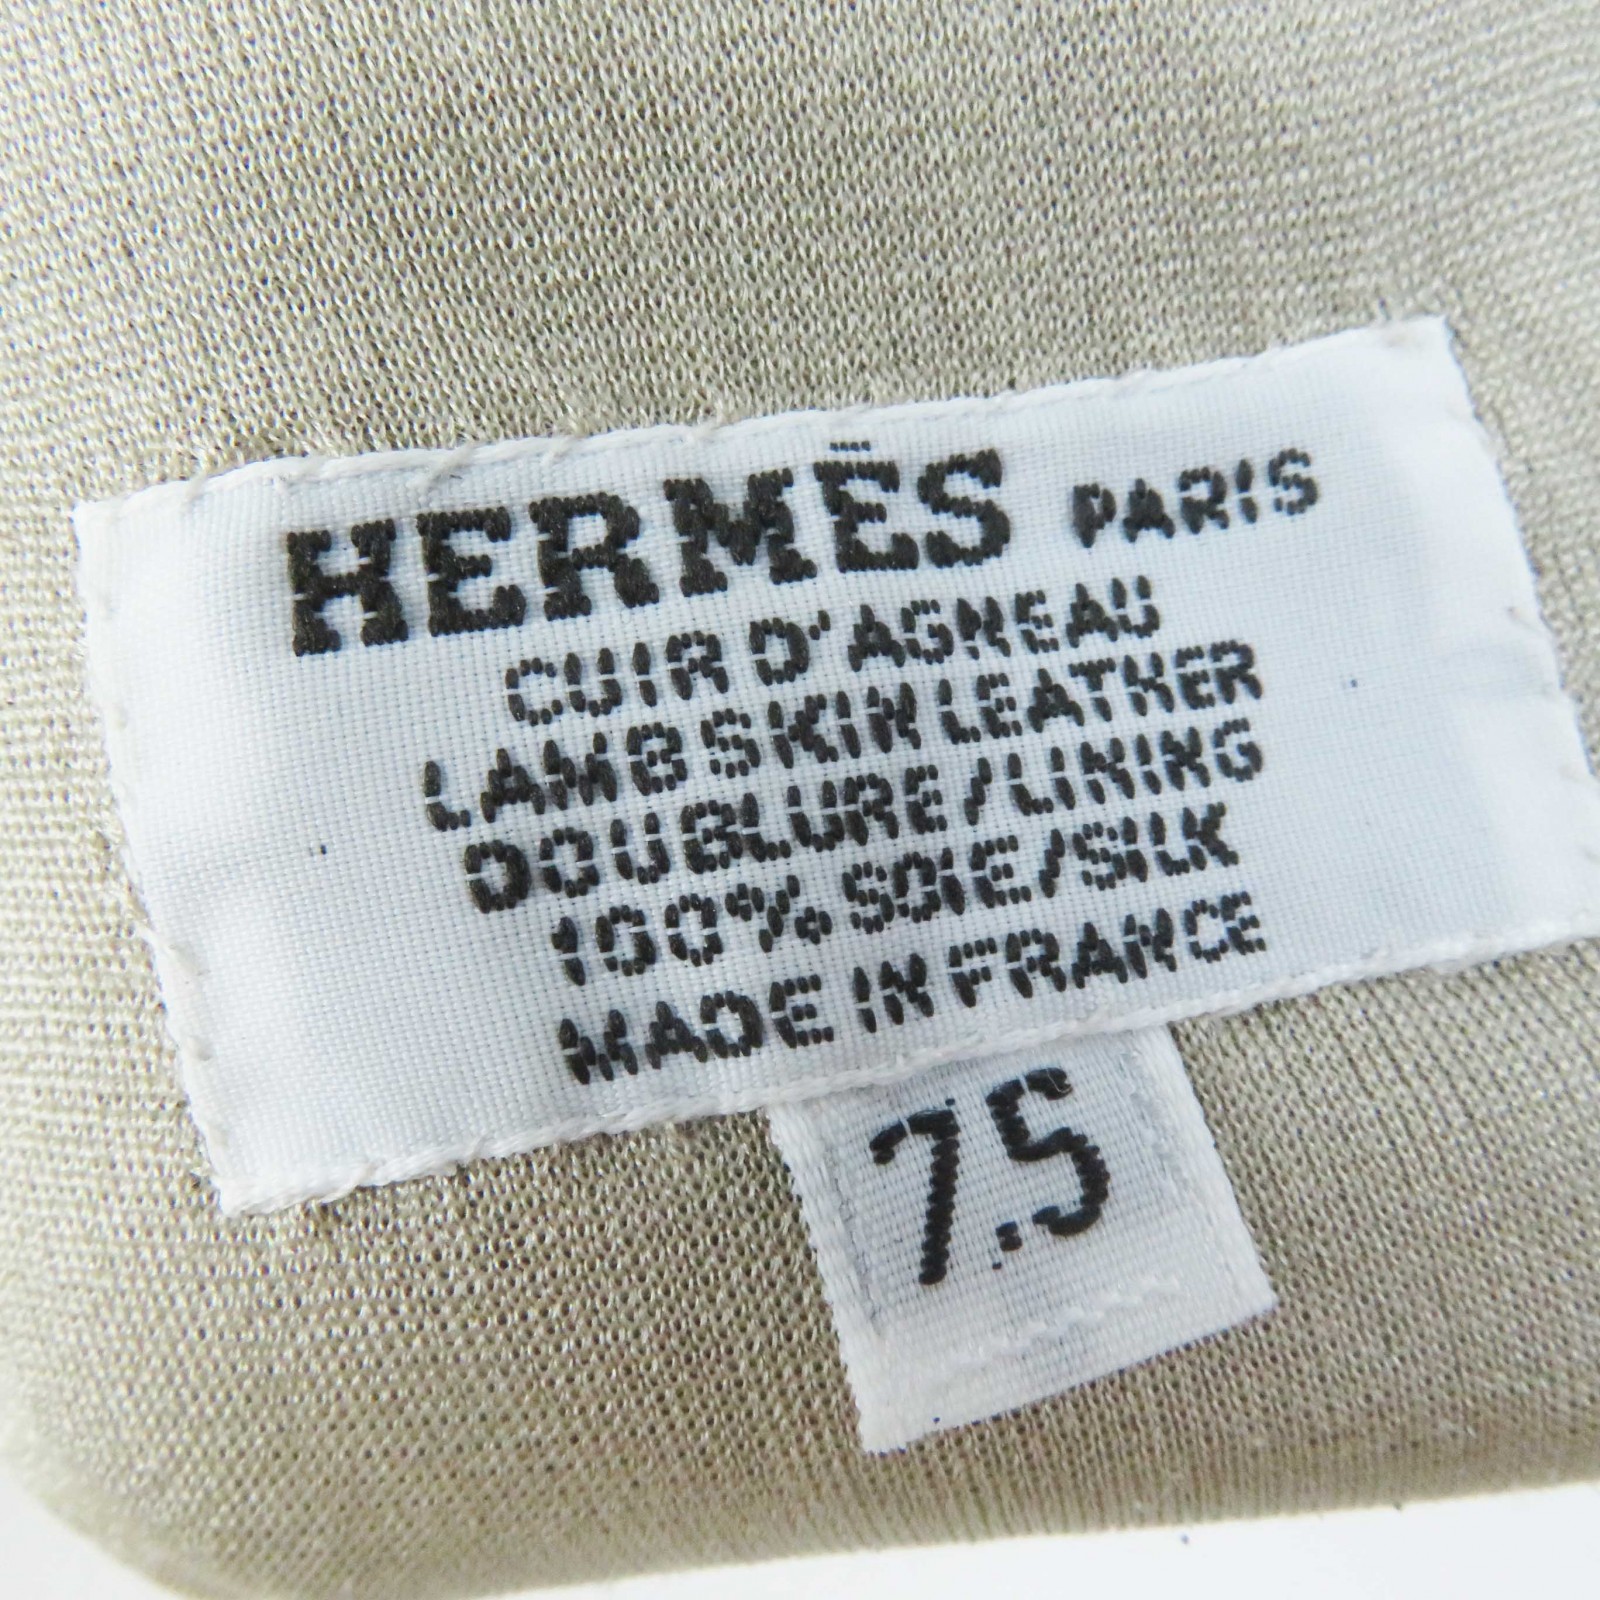 HERMÈS PARIS
CUIR D'AGNEAU
LAMBSKIN LEATHER
DOUBLURE/LINING
100% SOIE/SILK
MADE IN FRANCE
7.5